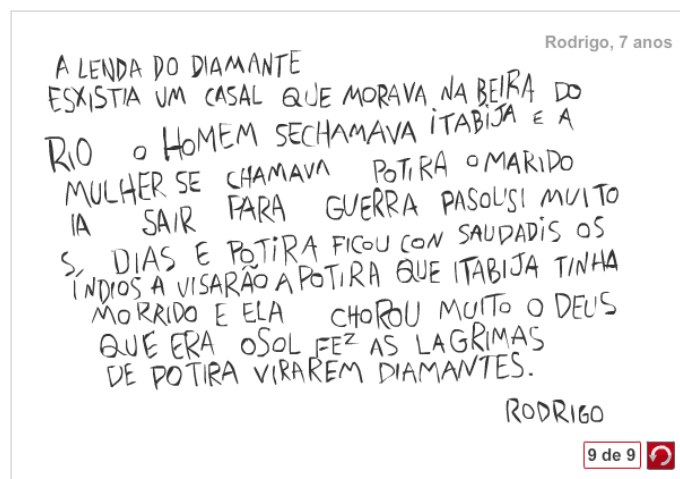 Rodrigo, 7 anos
A LENDA DO DIAMANTE
ESXISTIA UM CASAL QUE MORAVA NA BEIRA DO
RIO O HOMEM SECHAMAVA ITABIJA E A
MULHER SE CHAMAVA POTIRA O MARIDO
IA SAIR PARA GUERRA PASOUSI MUITO
S, DIAS E POTIRA FICOU CON SAUDADIS OS
ÍNDIOS A VISARÃO A POTIRA QUE ITABIJA TINHA
MORRIDO E ELA CHOROU MUITO O DEUS
QUE ERA OSOL FEZ AS LAGRIMAS
DE POTIRA VIRAREM DIAMANTES.
RODRIGO
9 de 9